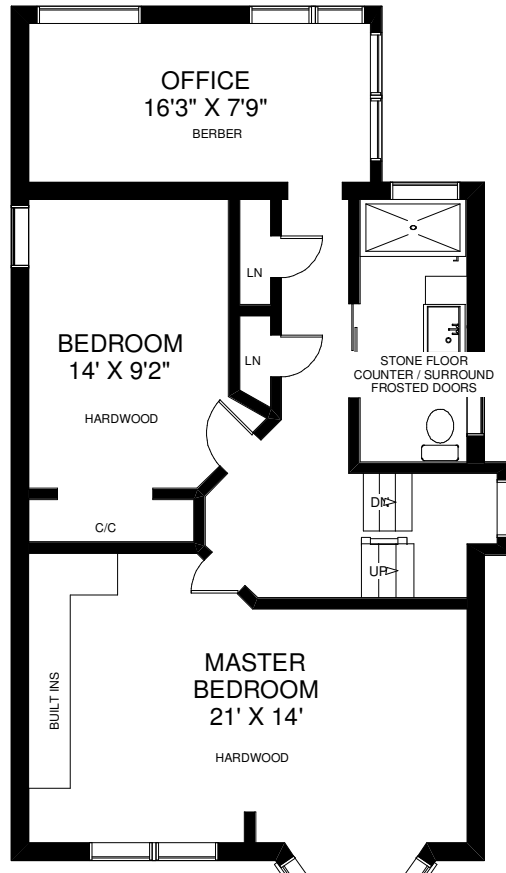 OFFICE
16'3" X 7'9"
BERBER
LN
BEDROOM
14' X 9'2"
HARDWOOD
LN
STONE FLOOR
COUNTER / SURROUND
FROSTED DOORS
C/C
DN
UP
BUILT INS
MASTER
BEDROOM
21' X 14'
HARDWOOD